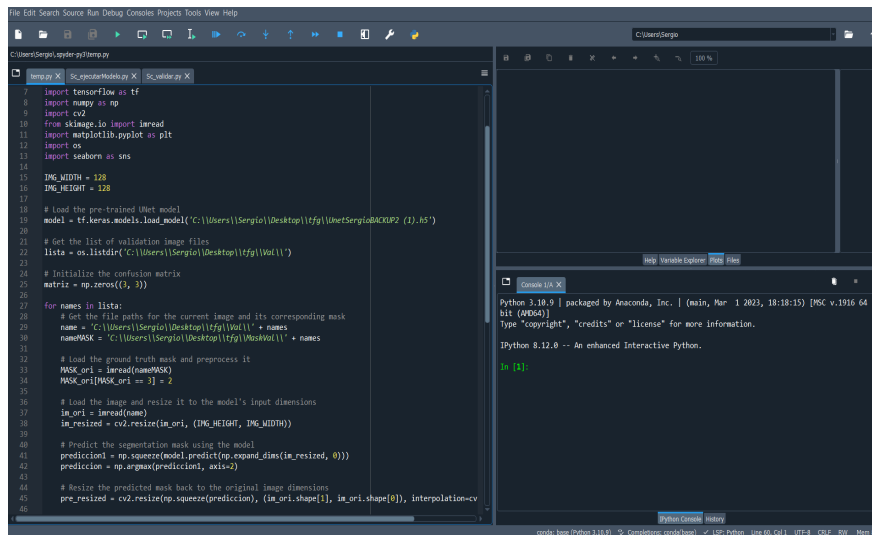 File Edit Search Source Run Debug Consoles Projects Tools View Help
C:\Users\Sergio
C:\Users\Sergio\.spyder-py3\temp.py
temp.py X Sc_ejecutarModelo.py X Sc_validar.py X
100 %
7 import tensorflow as tf
8 import numpy as np
9 import cv2
10 from skimage.io import imread
11 import matplotlib.pyplot as plt
12 import os
13 import seaborn as sns
14
15 IMG_WIDTH = 128
16 IMG_HEIGHT = 128
17
18 # Load the pre-trained UNet model
19 model = tf.keras.models.load_model('C:\\Users\\Sergio\\Desktop\\tfg\\UnetSergioBACKUP2 (1).h5')
20
21 # Get the list of validation image files
22 lista = os.listdir('C:\\Users\\Sergio\\Desktop\\tfg\\Val\\')
23
24 # Initialize the confusion matrix
25 matriz = np.zeros((3, 3))
26
27 for names in lista:
28 # Get the file paths for the current image and its corresponding mask
29 name = 'C:\\Users\\Sergio\\Desktop\\tfg\\Val\\' + names
30 nameMASK = 'C:\\Users\\Sergio\\Desktop\\tfg\\MaskVal\\' + names
31
32 # Load the ground truth mask and preprocess it
33 MASK_ori = imread(nameMASK)
34 MASK_ori[MASK_ori == 3] = 2
35
36 # Load the image and resize it to the model's input dimensions
37 im_ori = imread(name)
38 im_resized = cv2.resize(im_ori, (IMG_HEIGHT, IMG_WIDTH))
39
40 # Predict the segmentation mask using the model
41 prediccion1 = np.squeeze(model.predict(np.expand_dims(im_resized, 0)))
42 prediccion = np.argmax(prediccion1, axis=2)
43
44 # Resize the predicted mask back to the original image dimensions
45 pre_resized = cv2.resize(np.squeeze(prediccion), (im_ori.shape[1], im_ori.shape[0]), interpolation=cv
46
Help Variable Explorer Plots Files
Console 1/A X
Python 3.10.9 | packaged by Anaconda, Inc. | (main, Mar 1 2023, 18:18:15) [MSC v.1916 64
bit (AMD64)]
Type "copyright", "credits" or "license" for more information.
IPython 8.12.0 -- An enhanced Interactive Python.
In [1]:
IPython Console History
conda: base (Python 3.10.9) Completions: conda(base) ✓ LSP: Python Line 60, Col 1 UTF-8 CRLF RW Mem